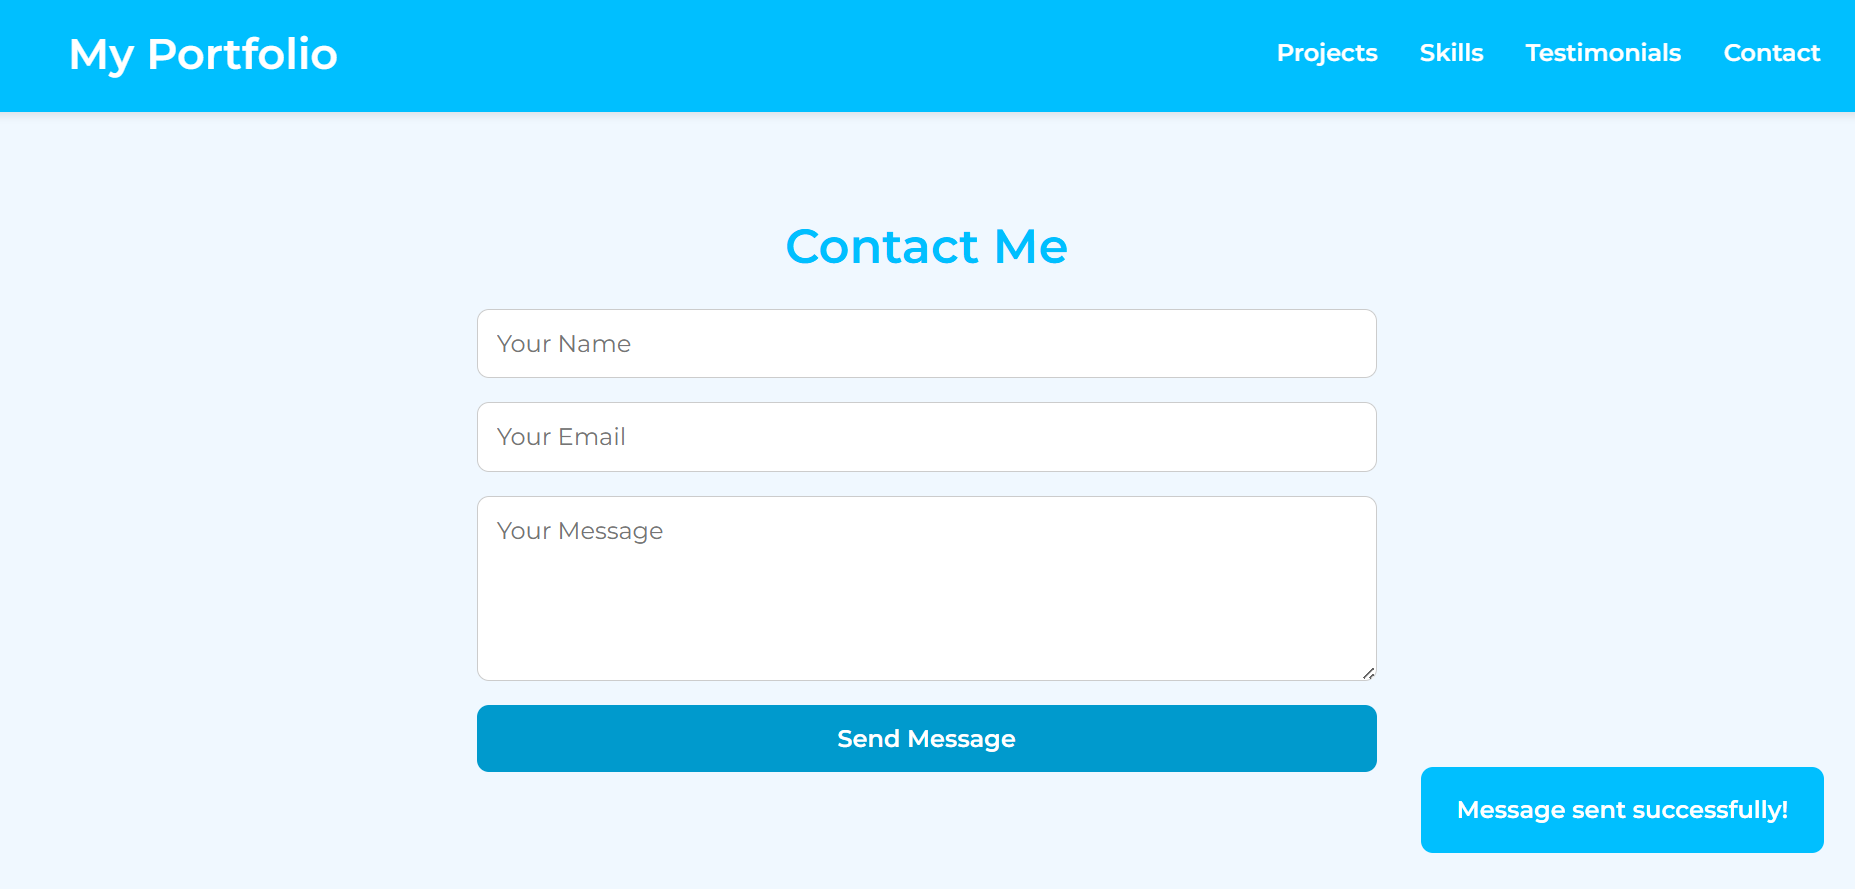 My Portfolio
Projects Skills Testimonials Contact
Contact Me
Your Name
Your Email
Your Message
Send Message
Message sent successfully!